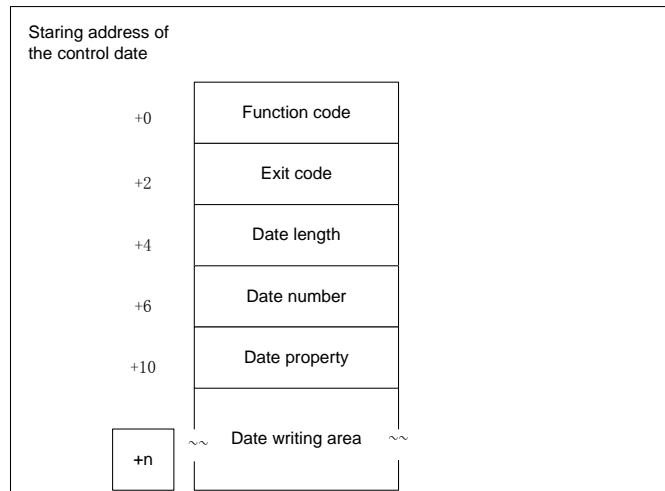 Staring address of
the control date
+0
Function code
+2
Exit code
+4
Date length
+6
Date number
+10
Date property
+n
~~
Date writing area
~~